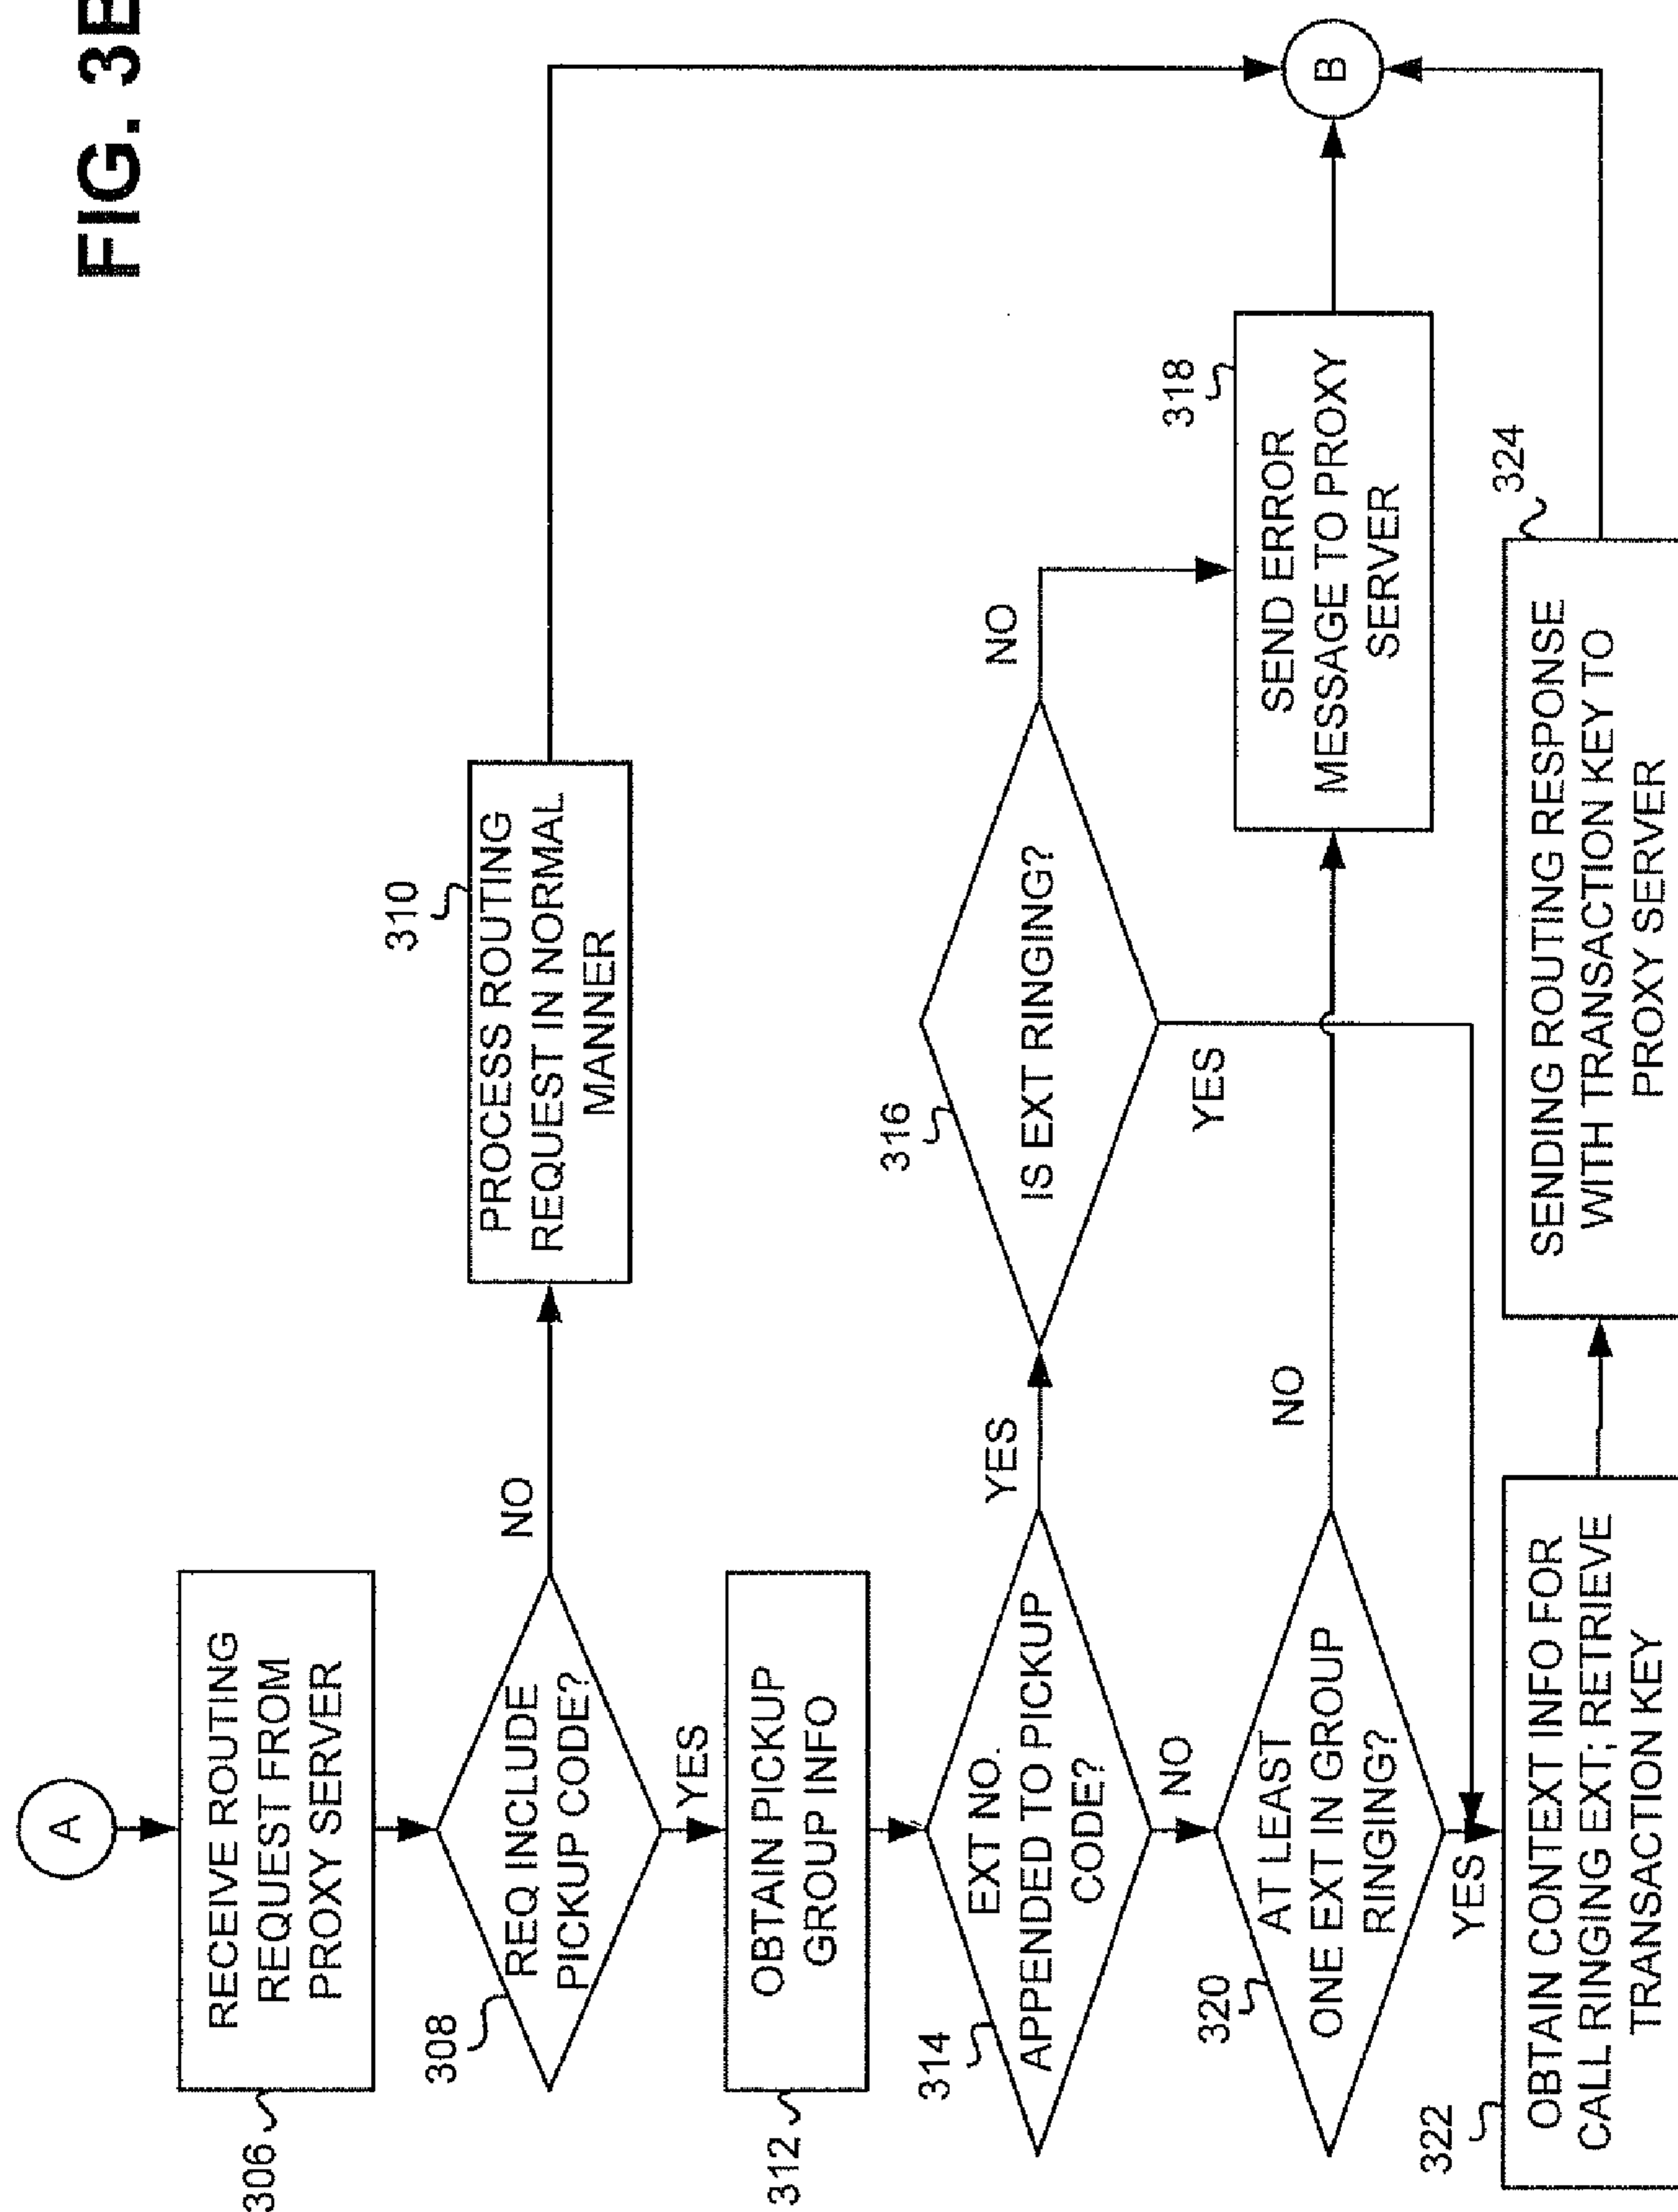 FIG. 3B
A
306
RECEIVE ROUTING
REQUEST FROM
PROXY SERVER
308
REQ INCLUDE
PICKUP CODE?
NO
310
PROCESS ROUTING
REQUEST IN NORMAL
MANNER
YES
312
OBTAIN PICKUP
GROUP INFO
314
EXT NO.
APPENDED TO PICKUP
CODE?
YES
316
IS EXT RINGING?
NO
YES
318
SEND ERROR
MESSAGE TO PROXY
SERVER
B
NO
320
AT LEAST
ONE EXT IN GROUP
RINGING?
NO
YES
322
OBTAIN CONTEXT INFO FOR
CALL RINGING EXT; RETRIEVE
TRANSACTION KEY
324
SENDING ROUTING RESPONSE
WITH TRANSACTION KEY TO
PROXY SERVER